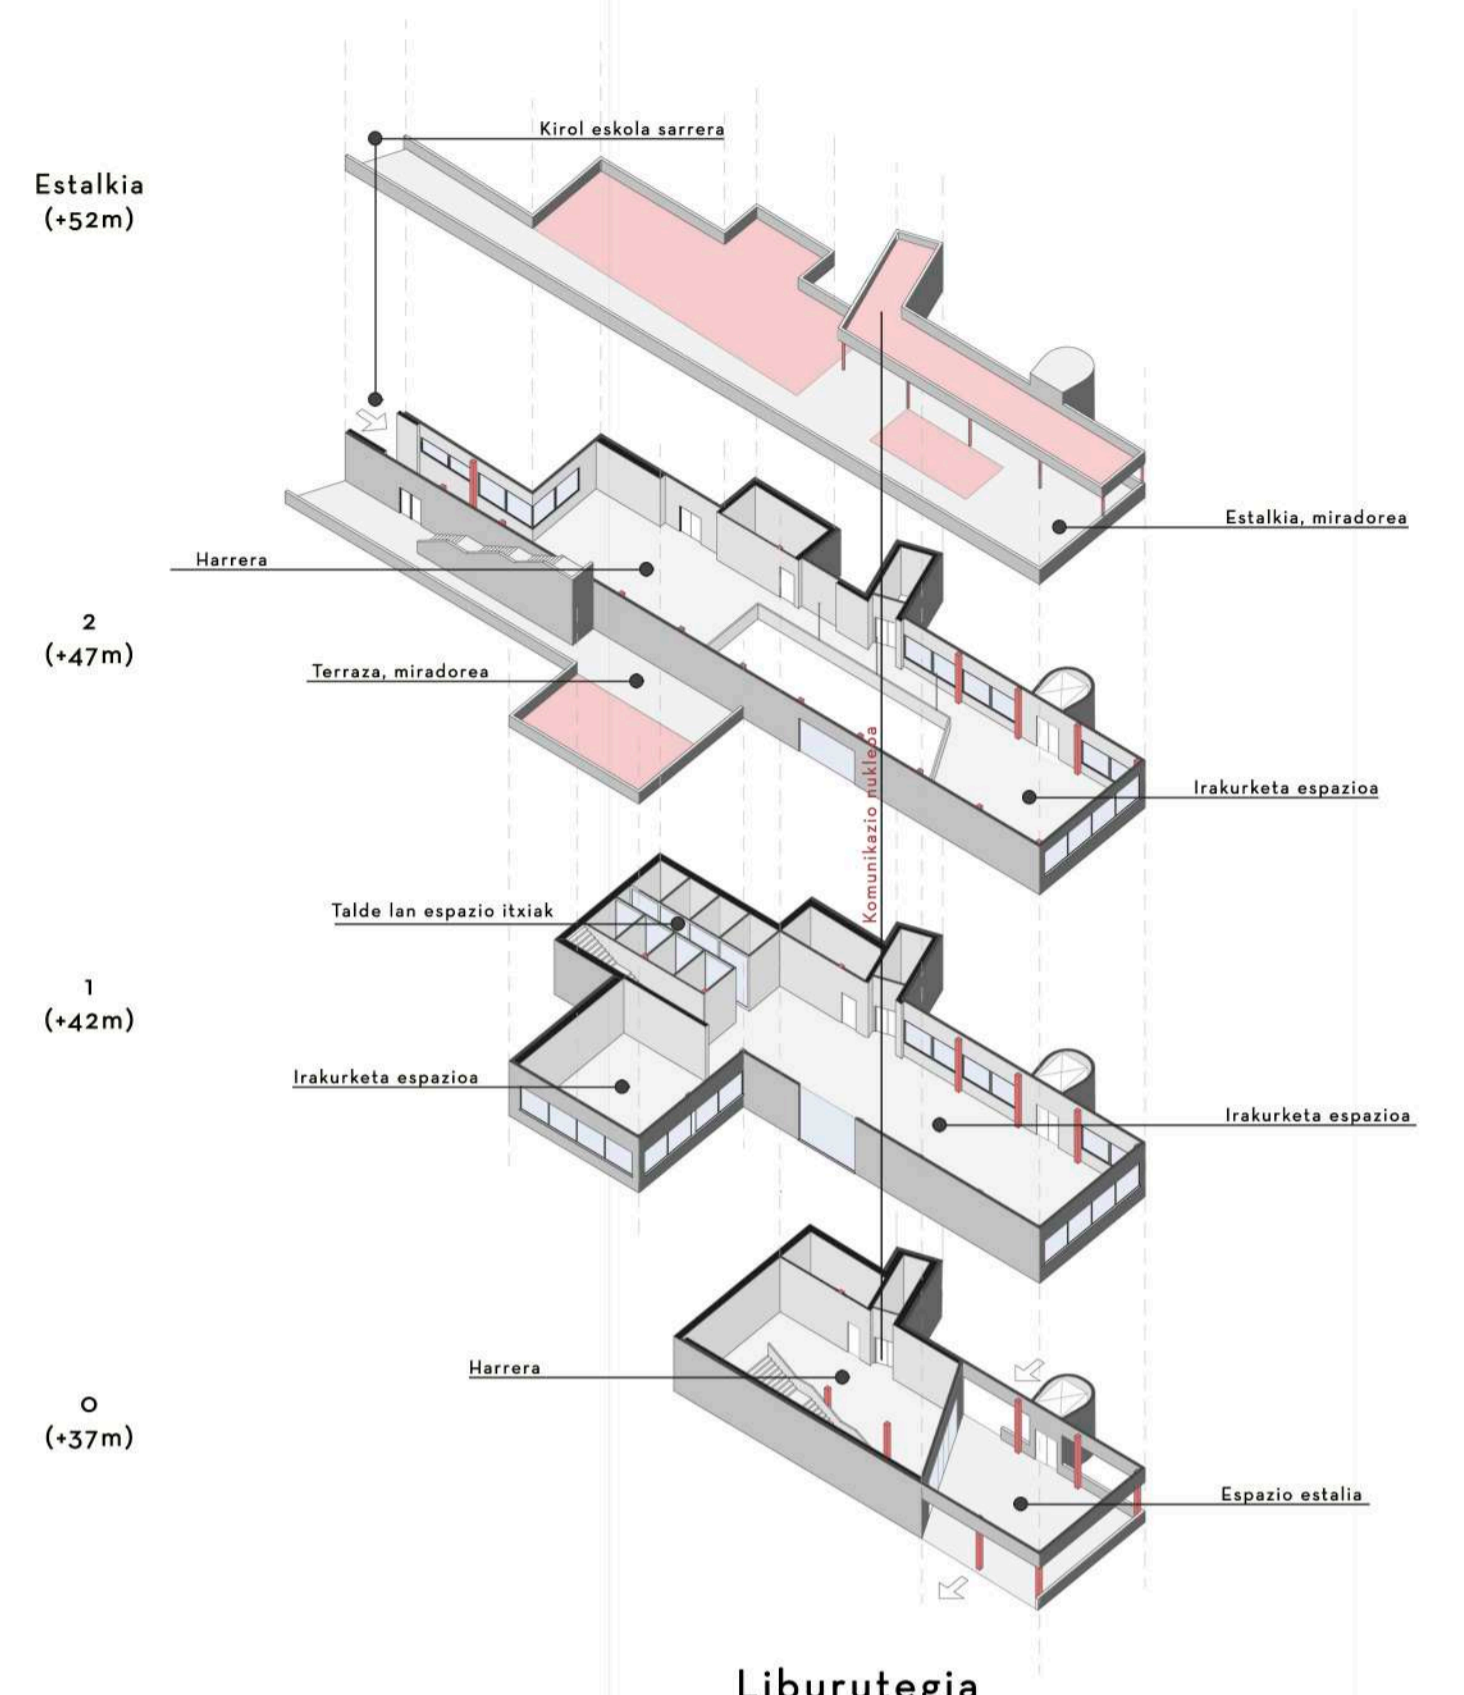 Kirol eskola sarrera
Estalkia
(+52m)
Estalkia, miradorea
Harrera
2
(+47m)
Terraza, miradorea
Komunikazio nukleoa
Irakurketa espazioa
Talde lan espazio itxiak
1
(+42m)
Irakurketa espazioa
Irakurketa espazioa
Harrera
0
(+37m)
Espazio estalia
Liburutegia